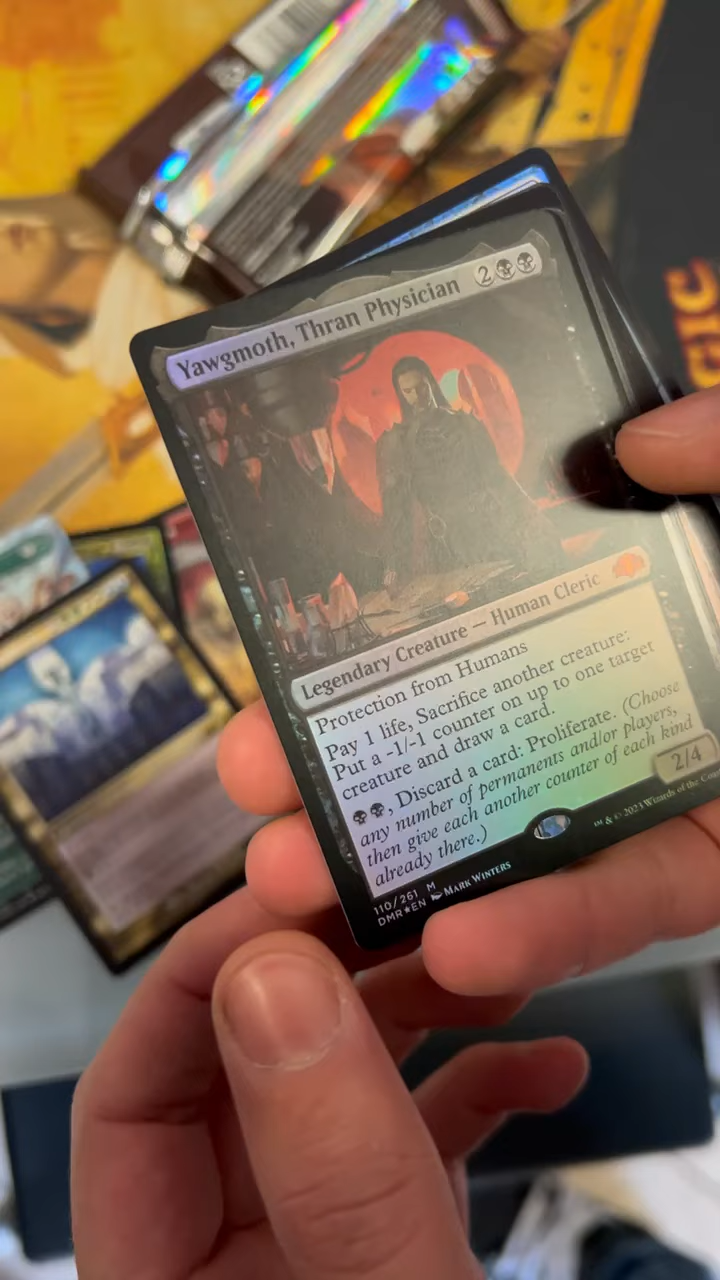 Yawgmoth, Thran Physician 2
Legendary Creature — Human Cleric
Protection from Humans
Pay 1 life, Sacrifice another creature:
Put a -1/-1 counter on up to one target
creature and draw a card.
, Discard a card: Proliferate. (Choose
any number of permanents and/or players,
then give each another counter of each kind
already there.)
2/4
110/261 M
DMR★EN MARK WINTERS
™ & © 2023 Wizards of the
GIC